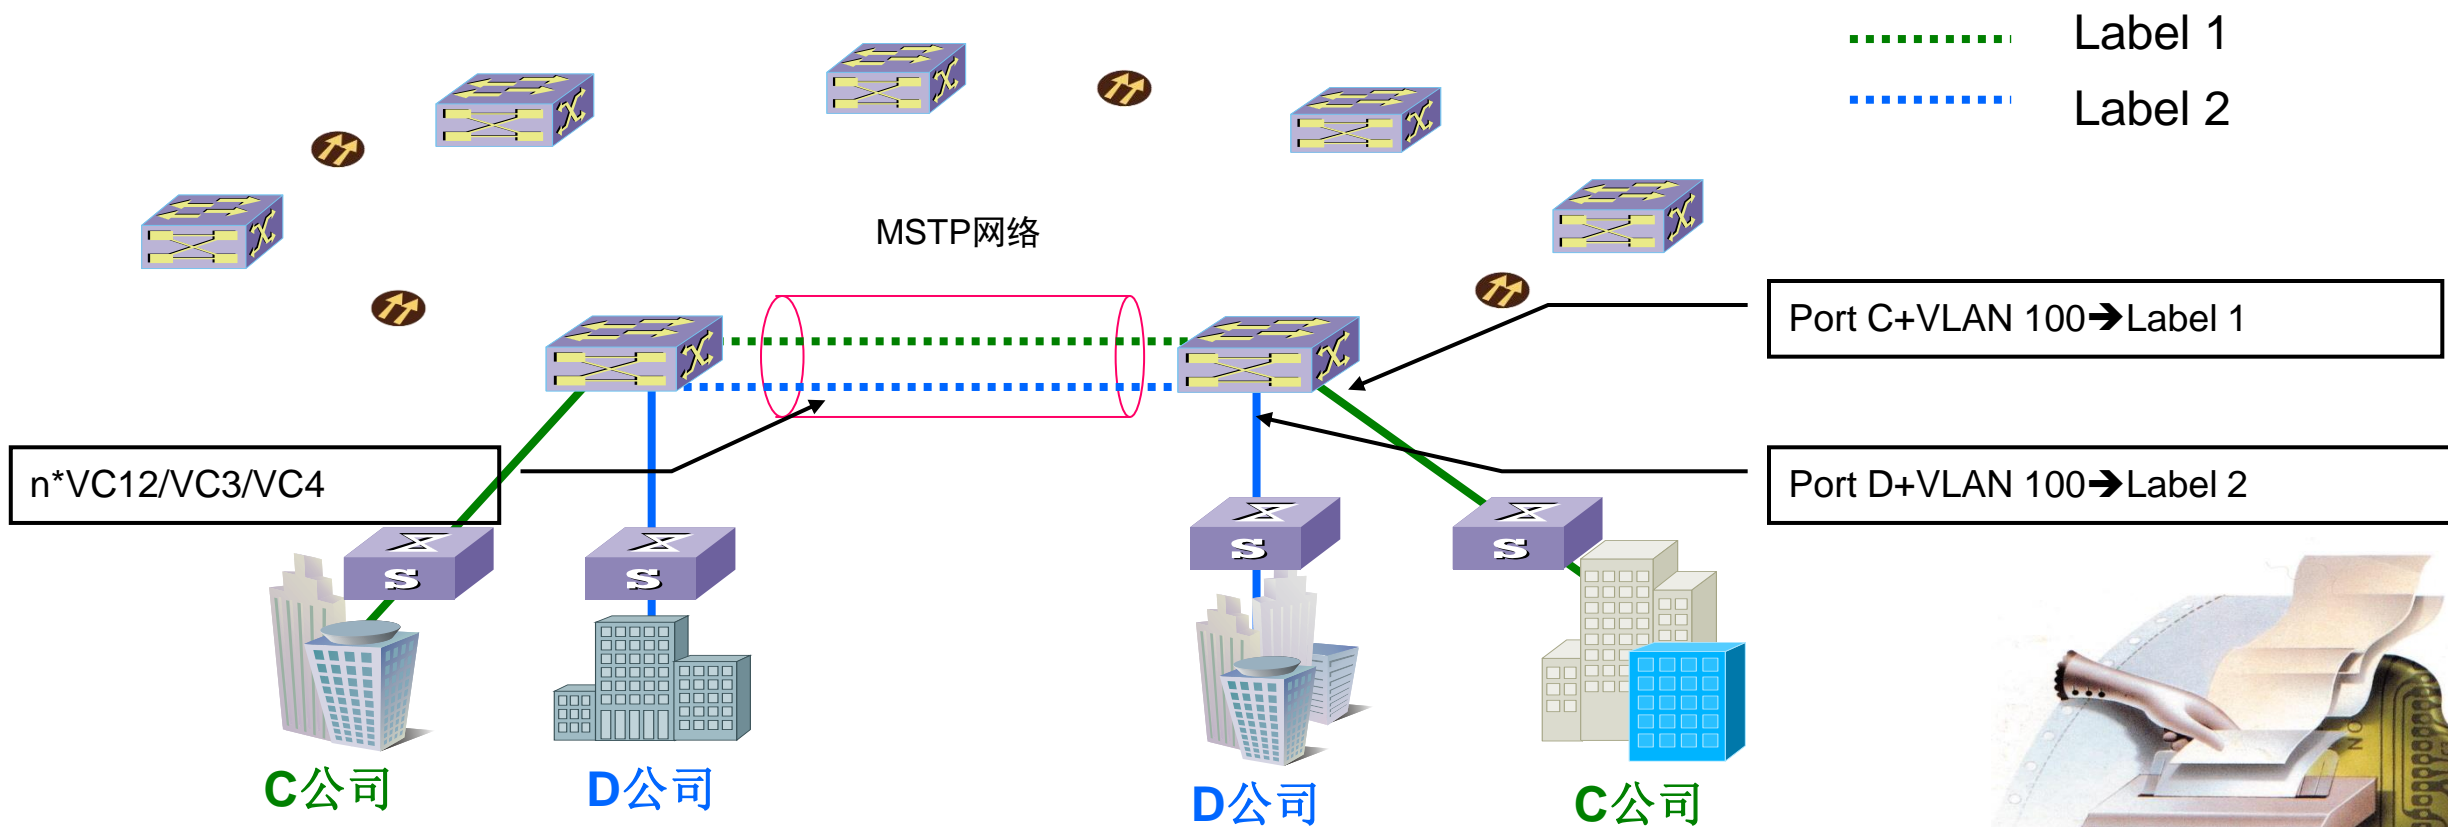 Label 1
Label 2
MSTP网络
Port C+VLAN 100➔Label 1
n*VC12/VC3/VC4
Port D+VLAN 100➔Label 2
S
S
S
S
C公司
D公司
D公司
C公司